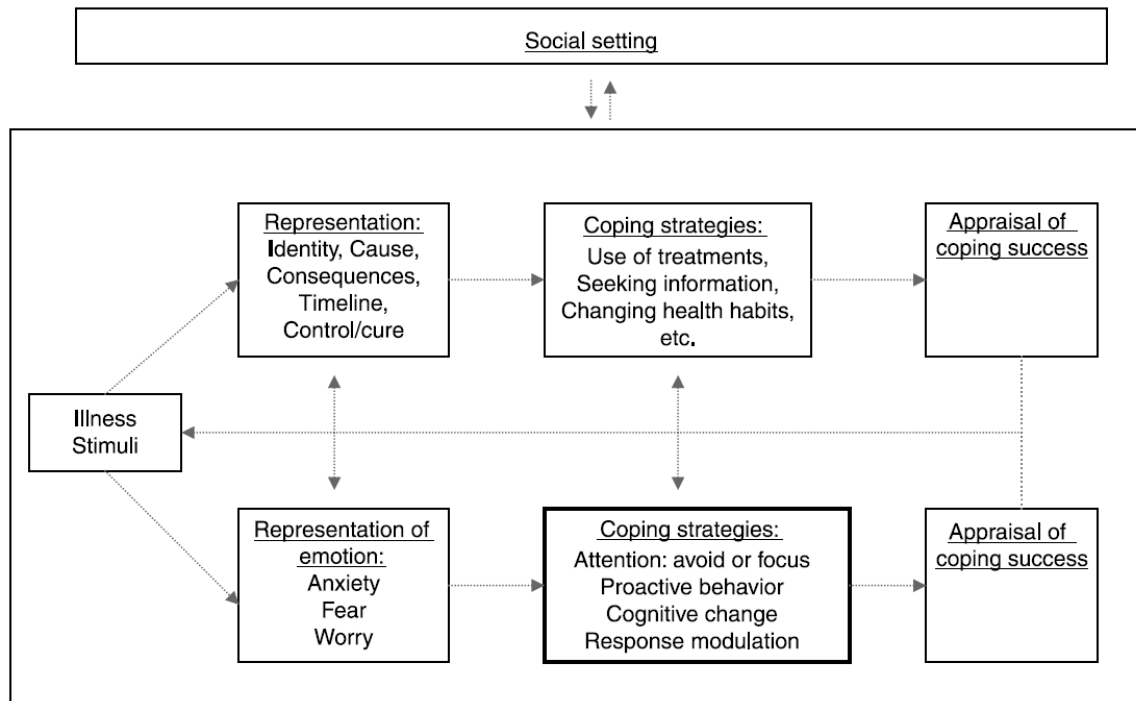 Social setting
Representation:
Identity, Cause,
Consequences,
Timeline,
Control/cure
Coping strategies:
Use of treatments,
Seeking information,
Changing health habits,
etc.
Appraisal of
coping success
Illness
Stimuli
Representation of
emotion:
Anxiety
Fear
Worry
Coping strategies:
Attention: avoid or focus
Proactive behavior
Cognitive change
Response modulation
Appraisal of
coping success